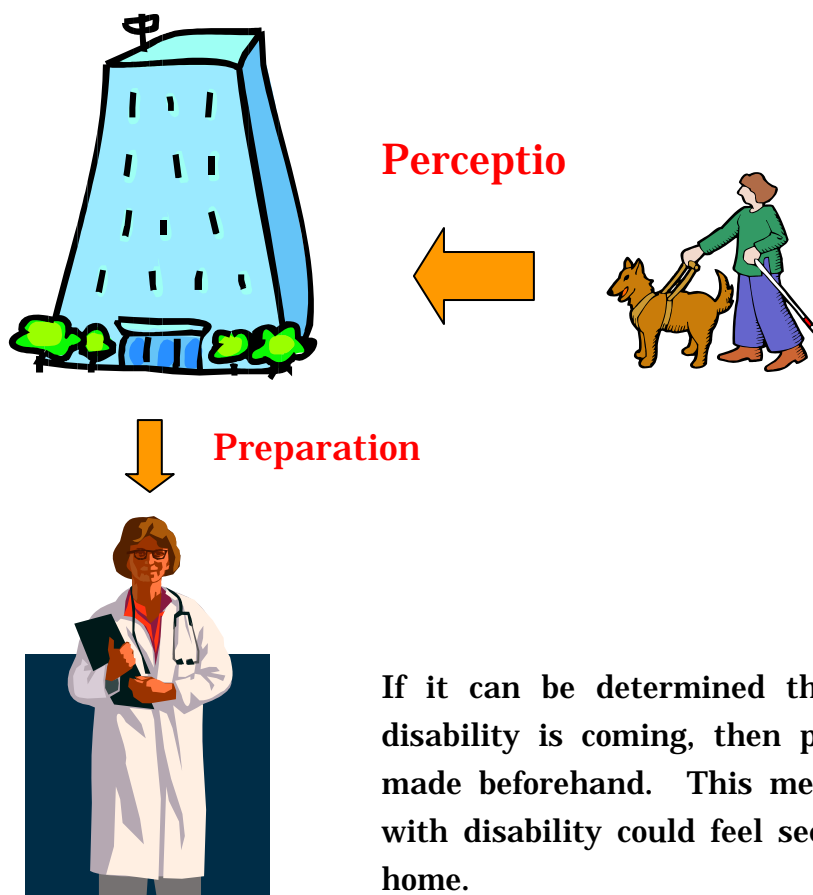 Perceptio
Preparation
If it can be determined th
disability is coming, then p
made beforehand. This me
with disability could feel sec
home.